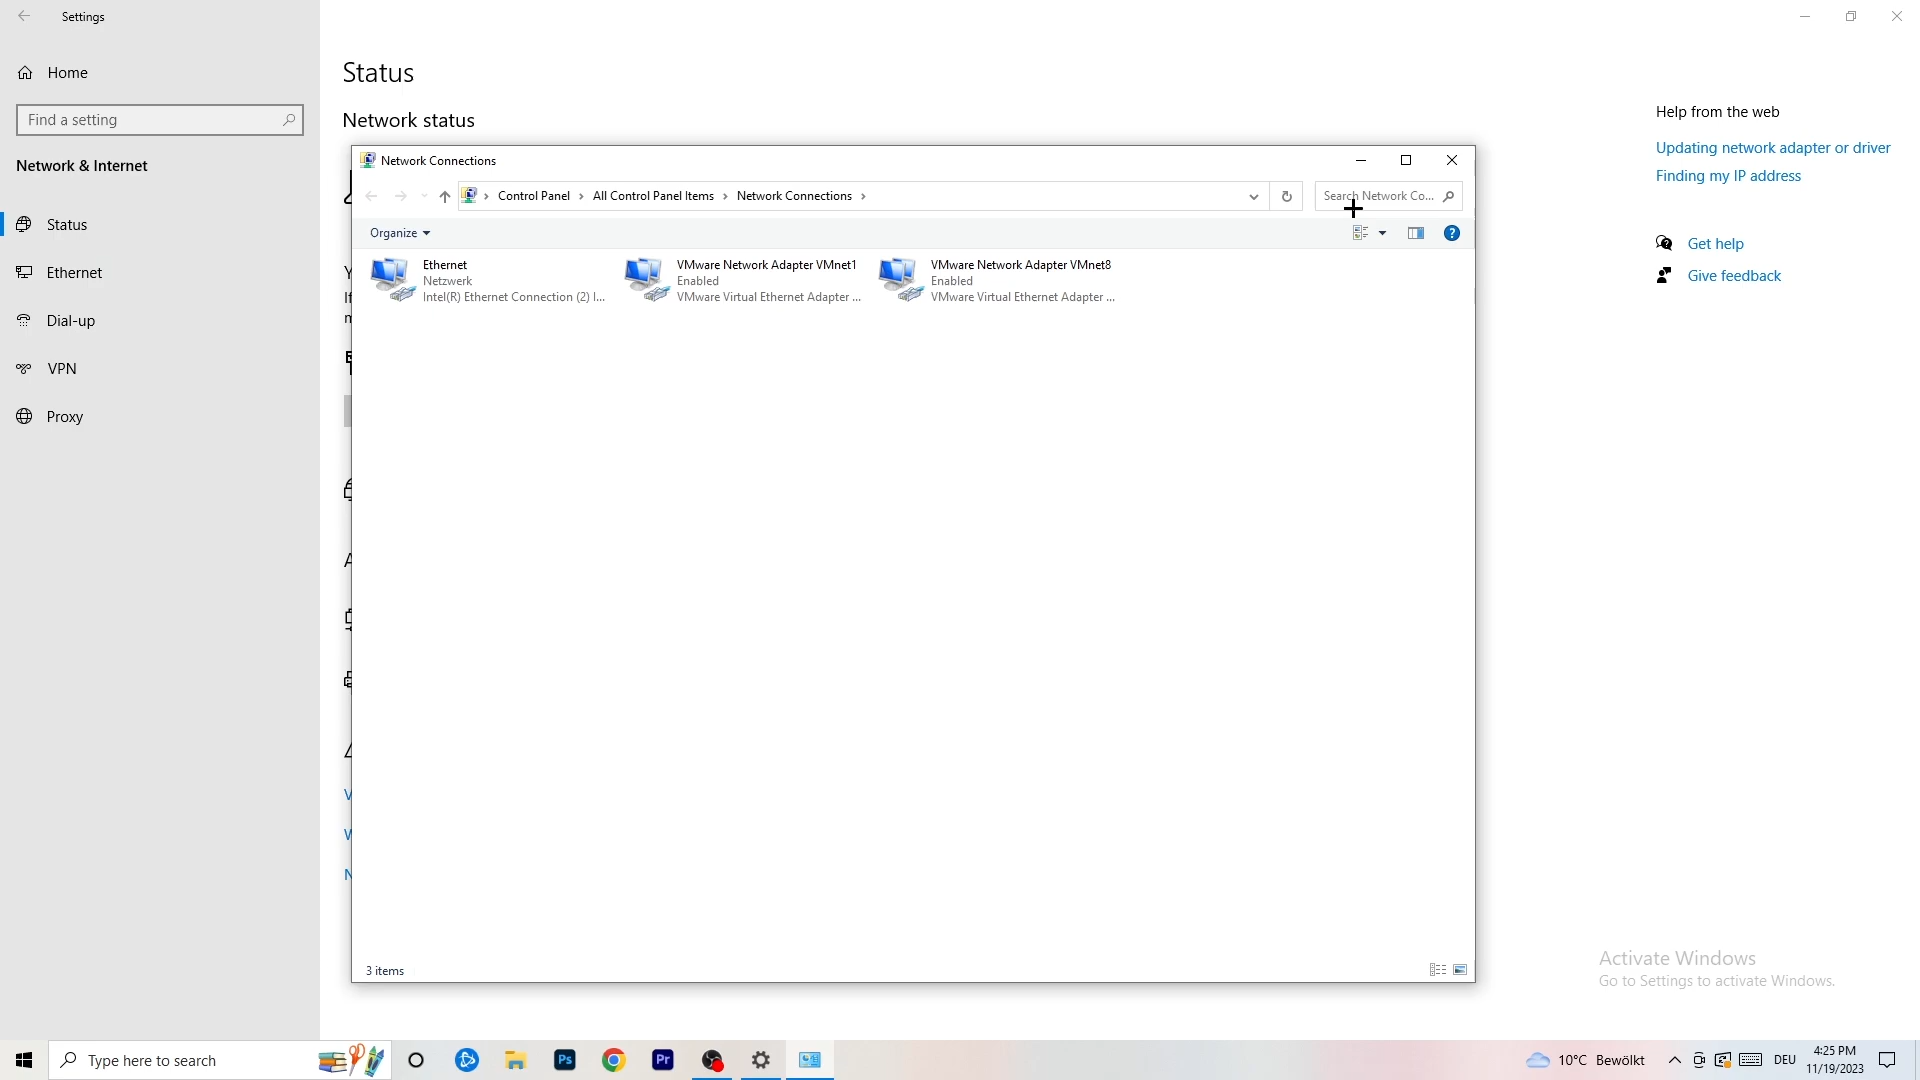 Settings
Home
Find a setting
Network & Internet
Status
Ethernet
Dial-up
VPN
Proxy
Status
Network status
Network Connections
Control Panel > All Control Panel Items > Network Connections >
Search Network Co...
Organize
Ethernet
Netzwerk
Intel(R) Ethernet Connection (2) I...
VMware Network Adapter VMnet1
Enabled
VMware Virtual Ethernet Adapter ...
VMware Network Adapter VMnet8
Enabled
VMware Virtual Ethernet Adapter ...
3 items
Help from the web
Updating network adapter or driver
Finding my IP address
Get help
Give feedback
Activate Windows
Go to Settings to activate Windows.
Type here to search
Ps
Pr
10°C Bewölkt
DEU
4:25 PM
11/19/2023